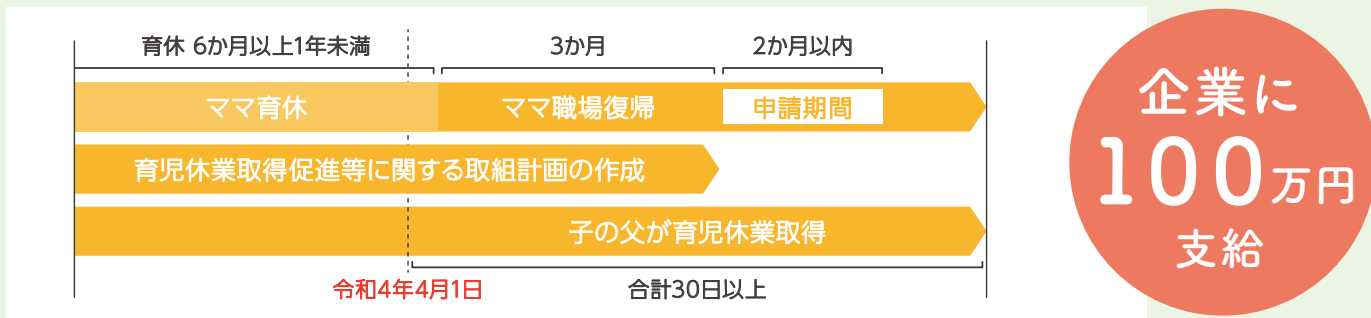 育休 6か月以上1年未満
3か月
2か月以内
ママ育休
ママ職場復帰
申請期間
育児休業取得促進等に関する取組計画の作成
子の父が育児休業取得
令和4年4月1日
合計30日以上
企業に
100万円
支給